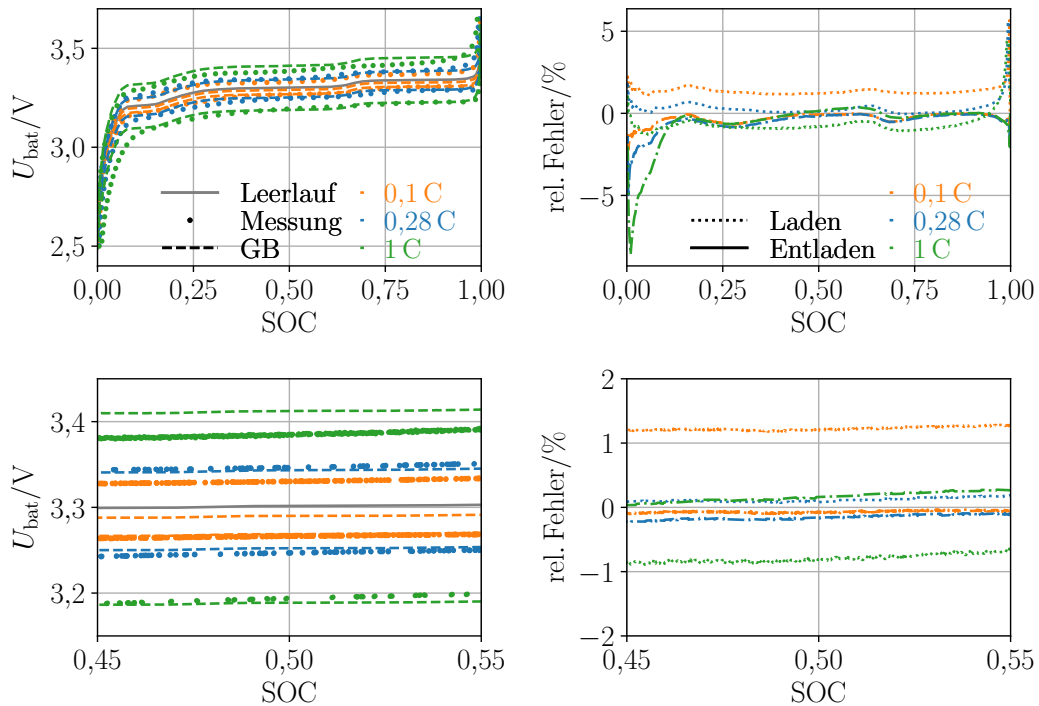 3,5
3,0
2,5
U_bat/V
Leerlauf
Messung
GB
0,1 C
0,28 C
1 C
0,00 0,25 0,50 0,75 1,00
SOC
5
0
−5
rel. Fehler/%
Laden
Entladen
0,1 C
0,28 C
1 C
0,00 0,25 0,50 0,75 1,00
SOC
3,4
3,3
3,2
U_bat/V
0,45 0,50 0,55
SOC
2
1
0
−1
−2
rel. Fehler/%
0,45 0,50 0,55
SOC